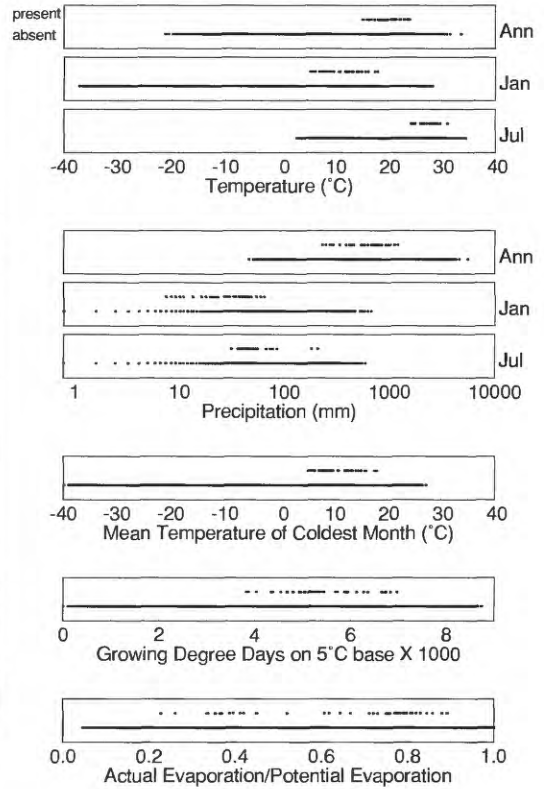 present
absent
Ann
Jan
Jul
-40 -30 -20 -10 0 10 20 30 40
Temperature (˚C)
Ann
Jan
Jul
1 10 100 1000 10000
Precipitation (mm)
-40 -30 -20 -10 0 10 20 30 40
Mean Temperature of Coldest Month (˚C)
0 2 4 6 8
Growing Degree Days on 5˚C base X 1000
0.0 0.2 0.4 0.6 0.8 1.0
Actual Evaporation/Potential Evaporation